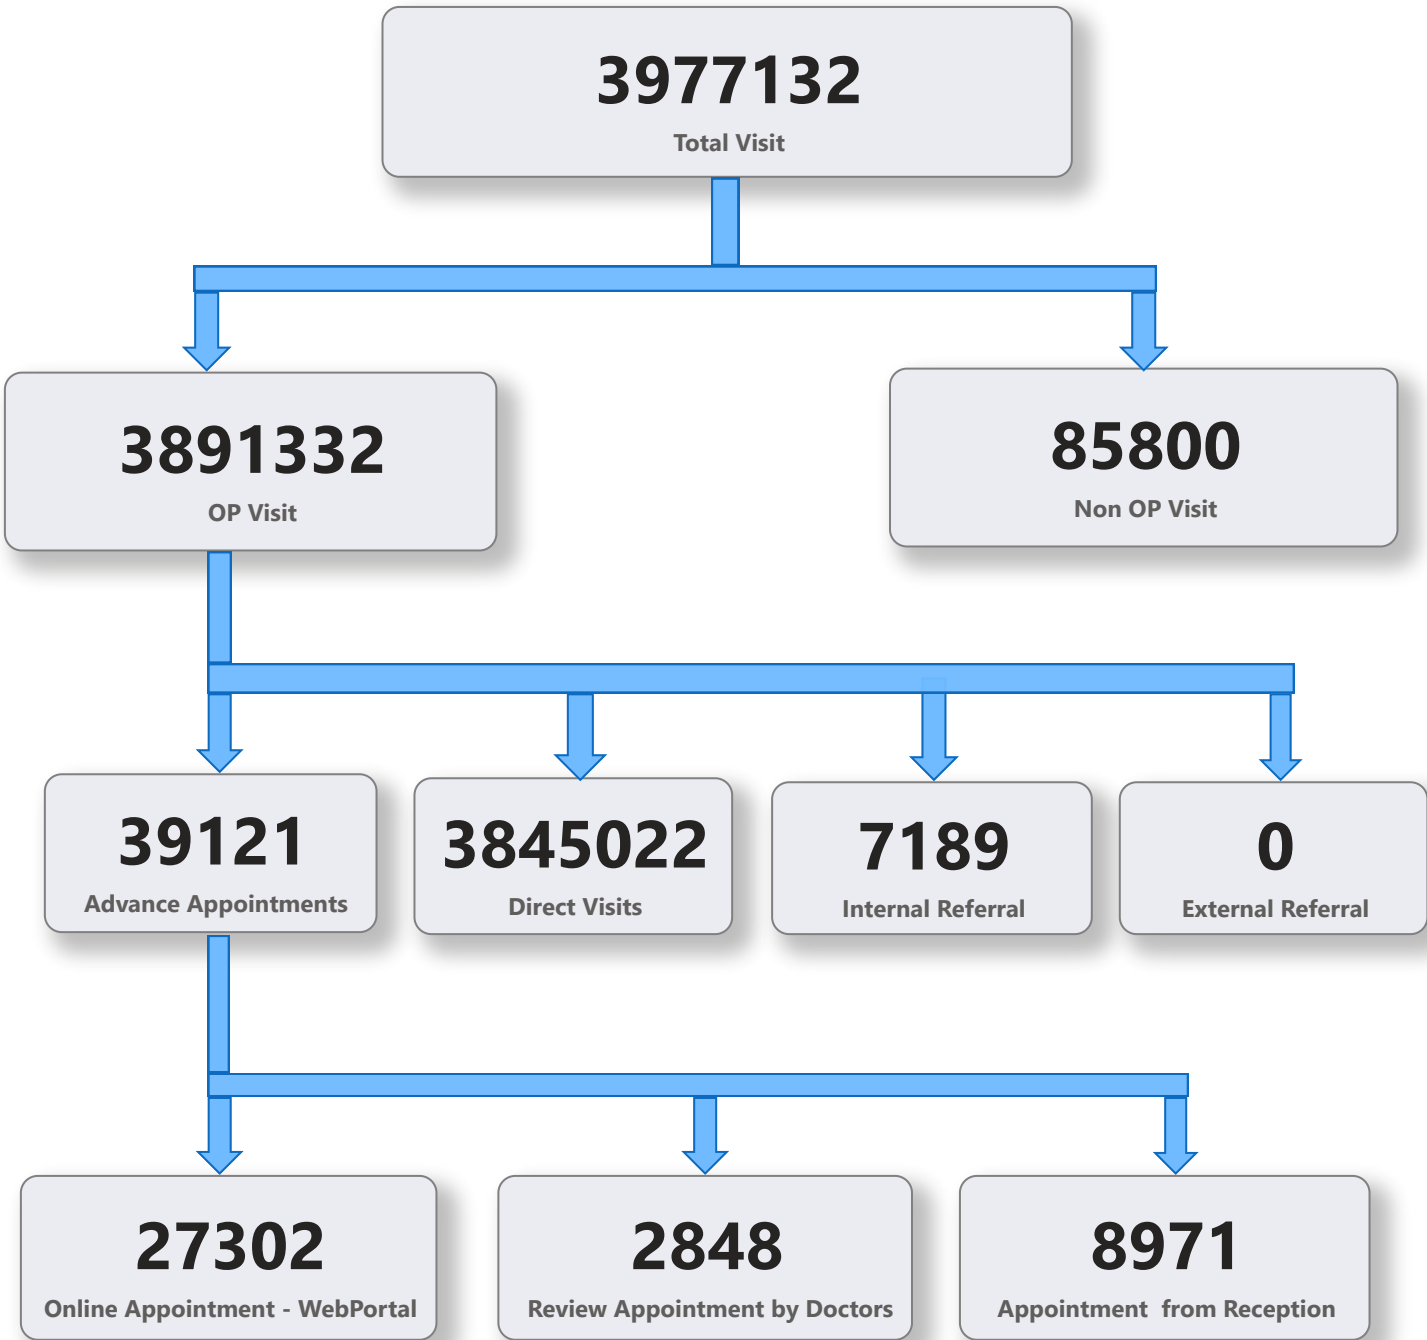 3977132
Total Visit
3891332
OP Visit
85800
Non OP Visit
39121
Advance Appointments
3845022
Direct Visits
7189
Internal Referral
0
External Referral
27302
Online Appointment - WebPortal
2848
Review Appointment by Doctors
8971
Appointment  from Reception